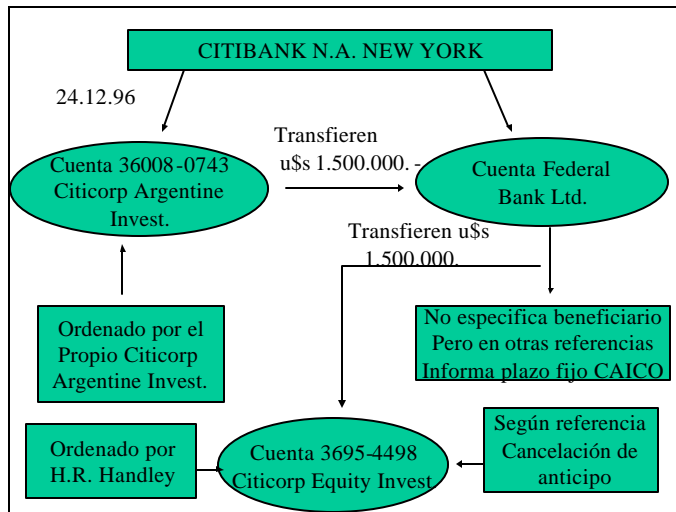 CITIBANK N.A. NEW YORK
24.12.96
Transfieren
u$s 1.500.000. -
Cuenta 36008-0743
Citicorp Argentine
Invest.
Cuenta Federal
Bank Ltd.
Transfieren u$s
1.500.000.
Ordenado por el
Propio Citicorp
Argentine Invest.
No especifica beneficiario
Pero en otras referencias
Informa plazo fijo CAICO
Ordenado por
H.R. Handley
Cuenta 3695-4498
Citicorp Equity Invest
Según referencia
Cancelación de
anticipo